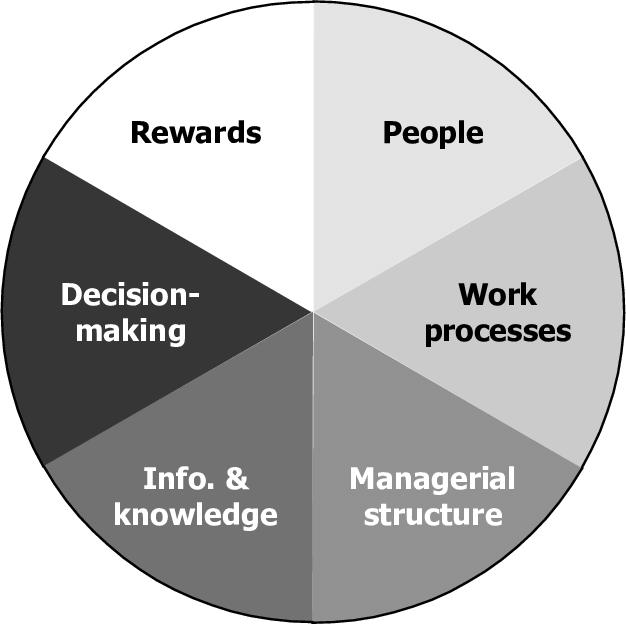 Rewards
People
Decision-
making
Work
processes
Info. &
knowledge
Managerial
structure